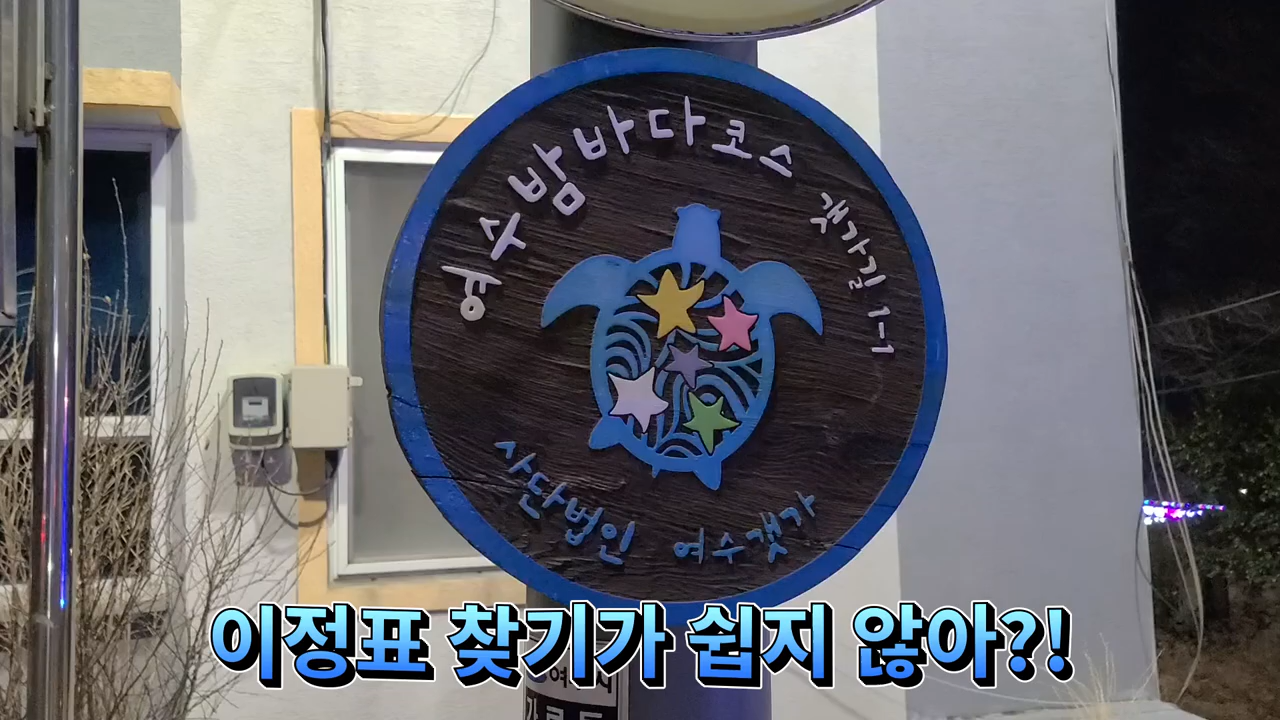 여수밤바다코스 갯가길 1-1
사단법인 여수갯가
이정표 찾기가 쉽지 않아?!